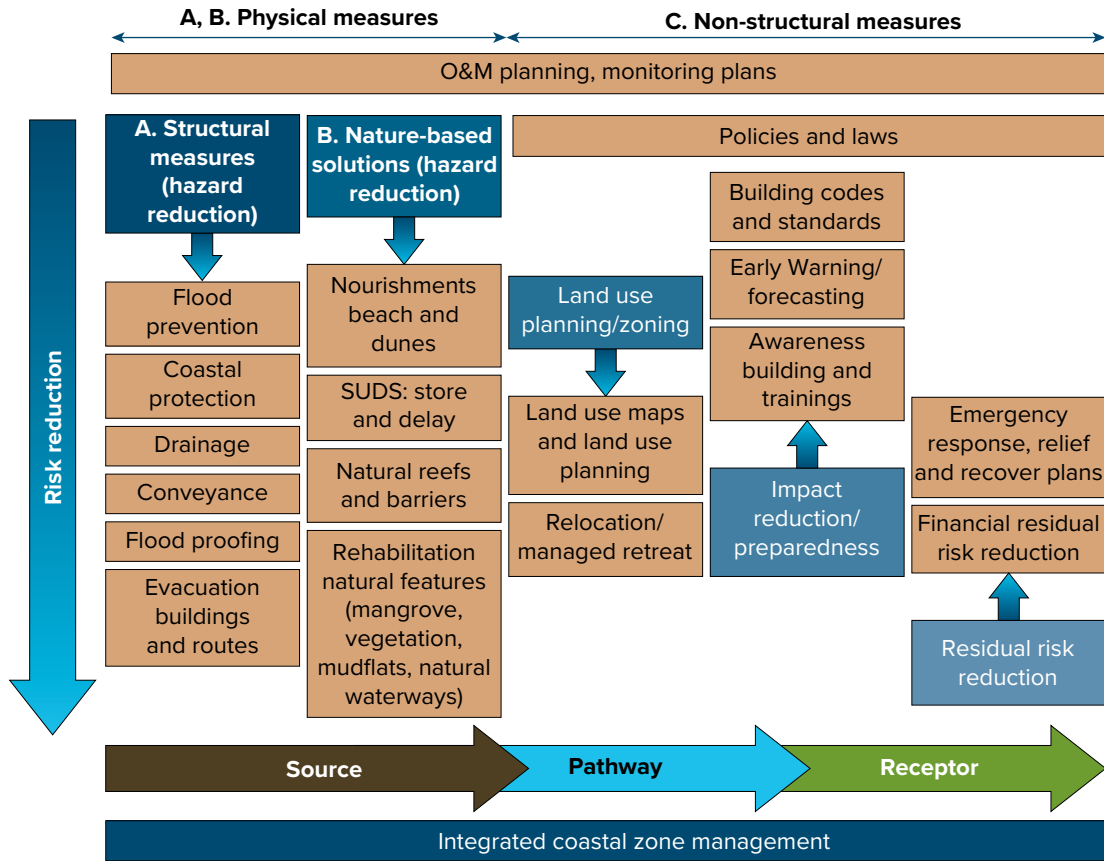 A, B. Physical measures
C. Non-structural measures
O&M planning, monitoring plans
Risk reduction
A. Structural
measures
(hazard
reduction)
Flood
prevention
Coastal
protection
Drainage
Conveyance
Flood proofing
Evacuation
buildings
and routes
B. Nature-based
solutions (hazard
reduction)
Nourishments
beach and
dunes
SUDS: store
and delay
Natural reefs
and barriers
Rehabilitation
natural features
(mangrove,
vegetation,
mudflats, natural
waterways)
Policies and laws
Land use
planning/zoning
Land use maps
and land use
planning
Relocation/
managed retreat
Building codes
and standards
Early Warning/
forecasting
Awareness
building and
trainings
Impact
reduction/
preparedness
Emergency
response, relief
and recover plans
Financial residual
risk reduction
Residual risk
reduction
Source
Pathway
Receptor
Integrated coastal zone management